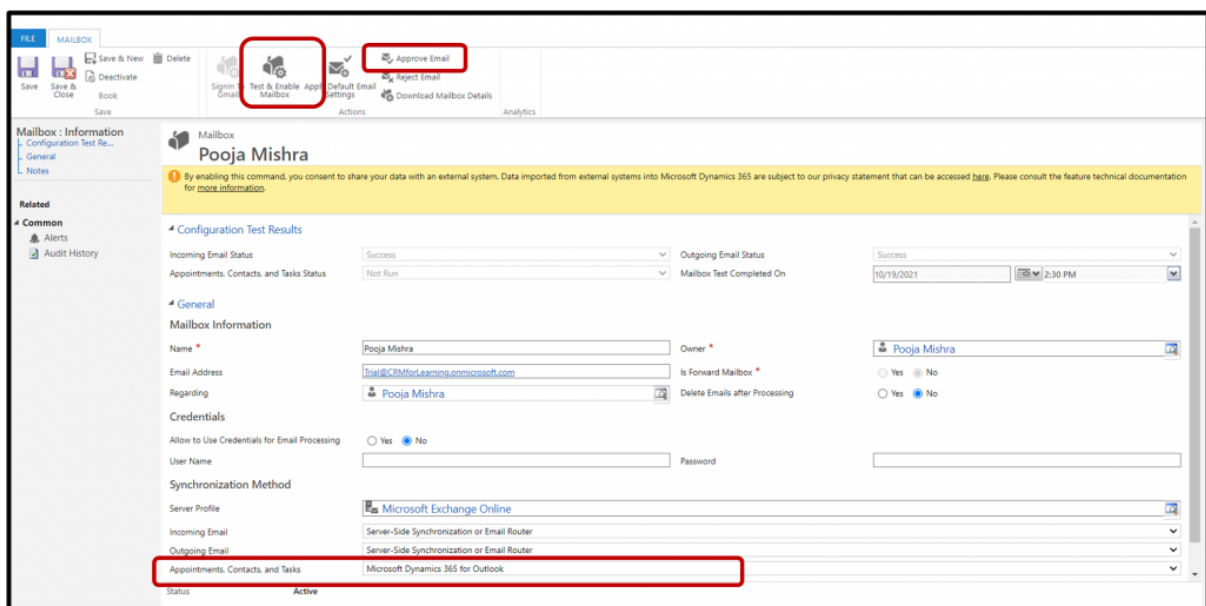 FILE MAILBOX
Save
Save & Close
Save & New
Deactivate
Book
Delete
Save
Signin To Gmail
Test & Enable Mailbox
Default Email Settings
Approve Email
Reject Email
Download Mailbox Details
Actions
Analytics
Mailbox : Information
Configuration Test Re...
General
Notes
Related
Common
Alerts
Audit History
Mailbox
Pooja Mishra
By enabling this command, you consent to share your data with an external system. Data imported from external systems into Microsoft Dynamics 365 are subject to our privacy statement that can be accessed here. Please consult the feature technical documentation
for more information.
Configuration Test Results
Incoming Email Status Success Outgoing Email Status Success
Appointments, Contacts, and Tasks Status Not Run Mailbox Test Completed On 10/19/2021 2:30 PM
General
Mailbox Information
Name * Pooja Mishra Owner * Pooja Mishra
Email Address Trial@CRMforLearning.onmicrosoft.com Is Forward Mailbox * Yes No
Regarding Pooja Mishra Delete Emails after Processing Yes No
Credentials
Allow to Use Credentials for Email Processing Yes No
User Name Password
Synchronization Method
Server Profile Microsoft Exchange Online
Incoming Email Server-Side Synchronization or Email Router
Outgoing Email Server-Side Synchronization or Email Router
Appointments, Contacts, and Tasks Microsoft Dynamics 365 for Outlook
Status Active